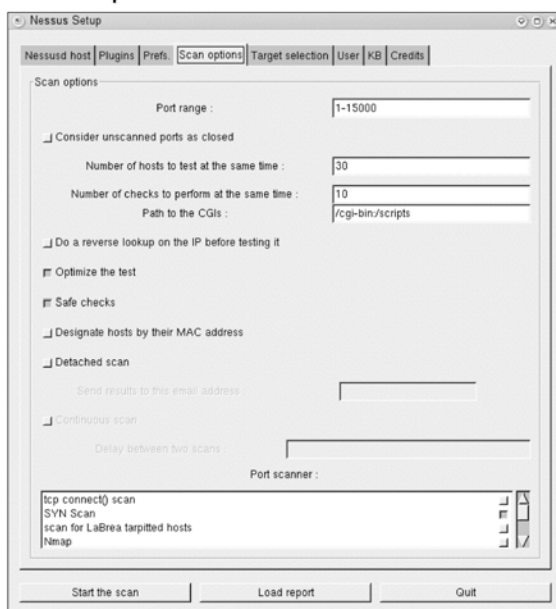 Nessus Setup
Nessusd host Plugins Prefs. Scan options Target selection User KB Credits
Scan options
Port range : 1-15000
Consider unscanned ports as closed
Number of hosts to test at the same time : 30
Number of checks to perform at the same time : 10
Path to the CGIs : /cgi-bin:/scripts
Do a reverse lookup on the IP before testing it
Optimize the test
Safe checks
Designate hosts by their MAC address
Detached scan
Send results to this email address :
Continuous scan
Delay between two scans :
Port scanner :
tcp connect() scan
SYN Scan
scan for LaBrea tarpitted hosts
Nmap
Start the scan Load report Quit